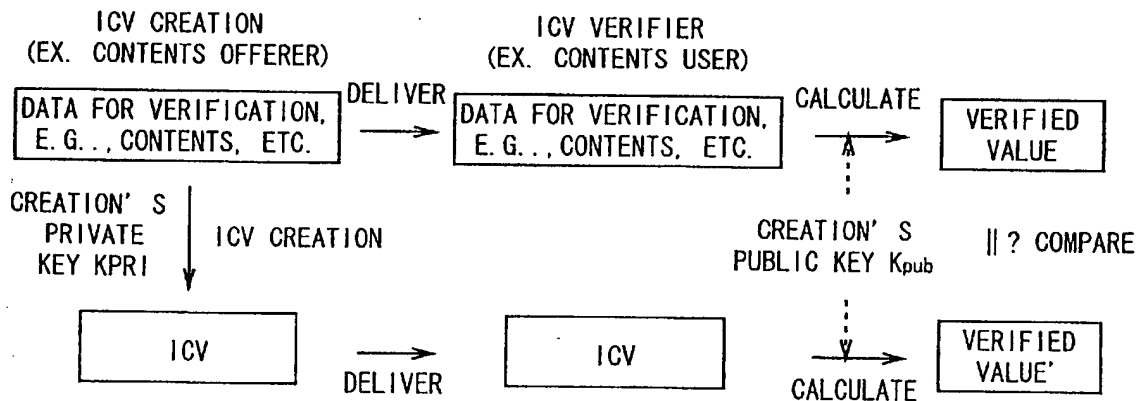 ICV CREATION
(EX. CONTENTS OFFERER)
ICV VERIFIER
(EX. CONTENTS USER)
DATA FOR VERIFICATION,
E.G.., CONTENTS, ETC.
DELIVER
DATA FOR VERIFICATION,
E.G.., CONTENTS, ETC.
CALCULATE
VERIFIED
VALUE
CREATION'S
PRIVATE
KEY KPRI
ICV CREATION
CREATION'S
PUBLIC KEY Kpub
||? COMPARE
ICV
DELIVER
ICV
CALCULATE
VERIFIED
VALUE'